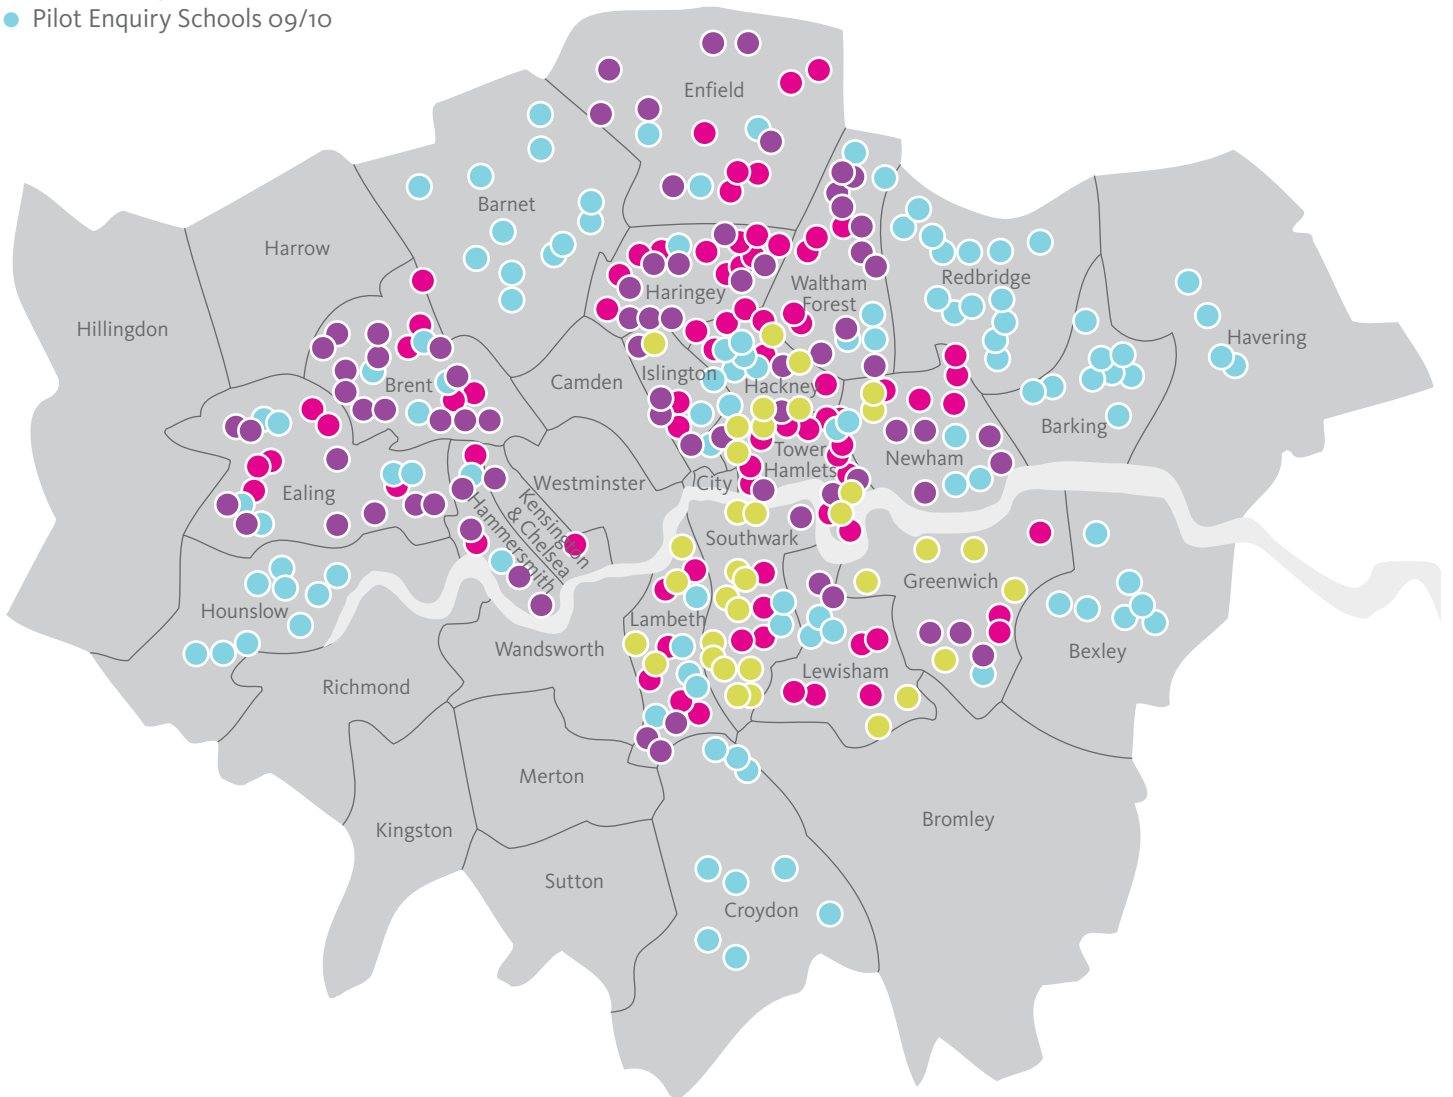 Pilot Enquiry Schools 09/10
Enfield
Barnet
Harrow
Redbridge
Haringey
Waltham
Forest
Hillingdon
Havering
Islington
Camden
Brent
Hackney
Barking
Tower
Hamlets
Newham
Ealing
Westminster
City
Kensington
& Chelsea
Hammersmith
Southwark
Greenwich
Hounslow
Lambeth
Wandsworth
Bexley
Lewisham
Richmond
Merton
Bromley
Kingston
Sutton
Croydon